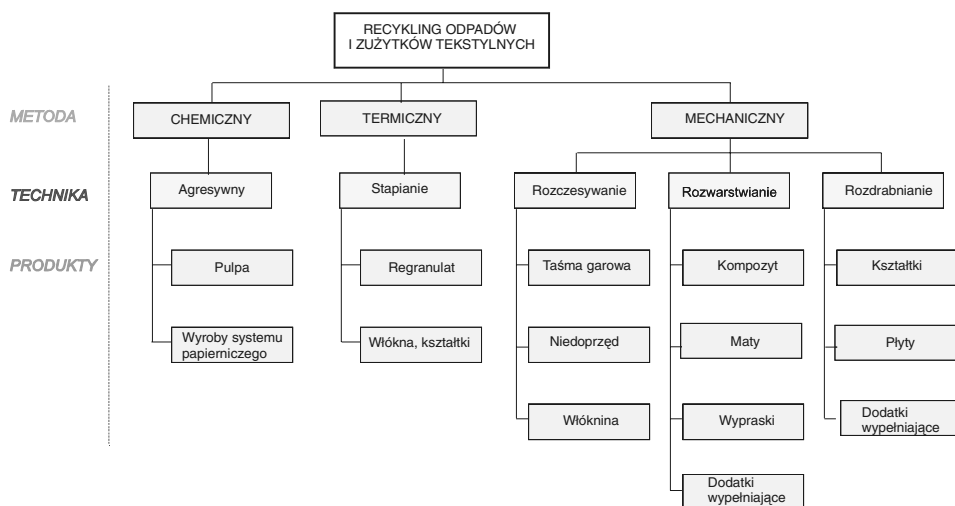 RECYKLING ODPADÓW
I ZUŻYTKÓW TEKSTYLNYCH
METODA
CHEMICZNY
TERMICZNY
MECHANICZNY
TECHNIKA
Agresywny
Stapianie
Rozczesywanie
Rozwarstwianie
Rozdrabnianie
PRODUKTY
Pulpa
Regranulat
Taśma garowa
Kompozyt
Kształtki
Wyroby systemu
papierniczego
Włókna, kształtki
Niedoprzęd
Maty
Płyty
Włóknina
Wypraski
Dodatki
wypełniające
Dodatki
wypełniające